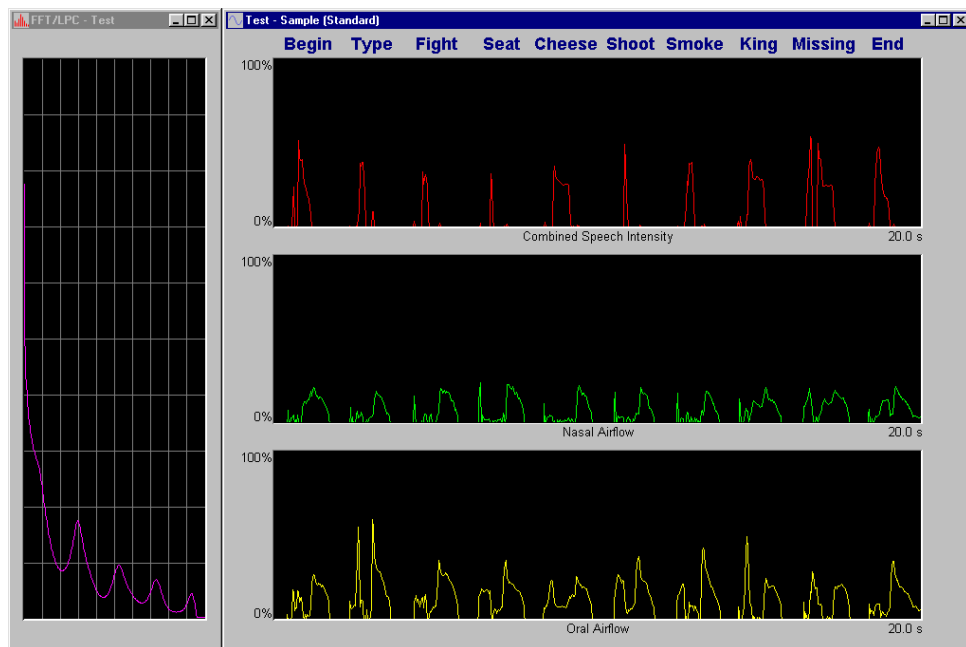 FFT/LPC - Test
Test - Sample (Standard)
Begin Type Fight Seat Cheese Shoot Smoke King Missing End
100%
0%
Combined Speech Intensity 20.0 s
100%
0%
Nasal Airflow 20.0 s
100%
0%
Oral Airflow 20.0 s